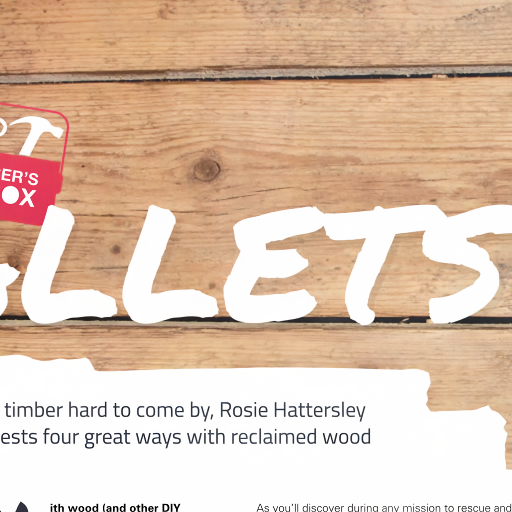 ER'S
OX
LLETS
timber hard to come by, Rosie Hattersley
ests four great ways with reclaimed wood
ith wood (and other DIY
As you'll discover during any mission to rescue and